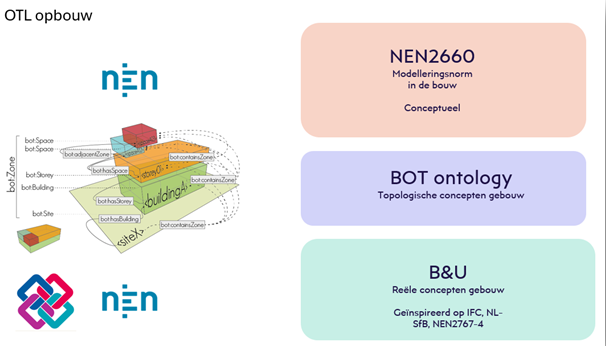 OTL opbouw
nen
bot:Zone
bot:Space
bot:Space
bot:Storey
bot:Building
bot:Site
bot:adjacentZone
bot:hasSpace
bot:hasStorey
bot:hasBuilding
bot:containsZone
bot:containsZone
bot:containsZone
<buildingA>
<siteX>
nen
NEN2660
Modelleringsnorm
in de bouw
Conceptueel
BOT ontology
Topologische concepten gebouw
B&U
Reële concepten gebouw
Geïnspireerd op IFC, NL-
SfB, NEN2767-4